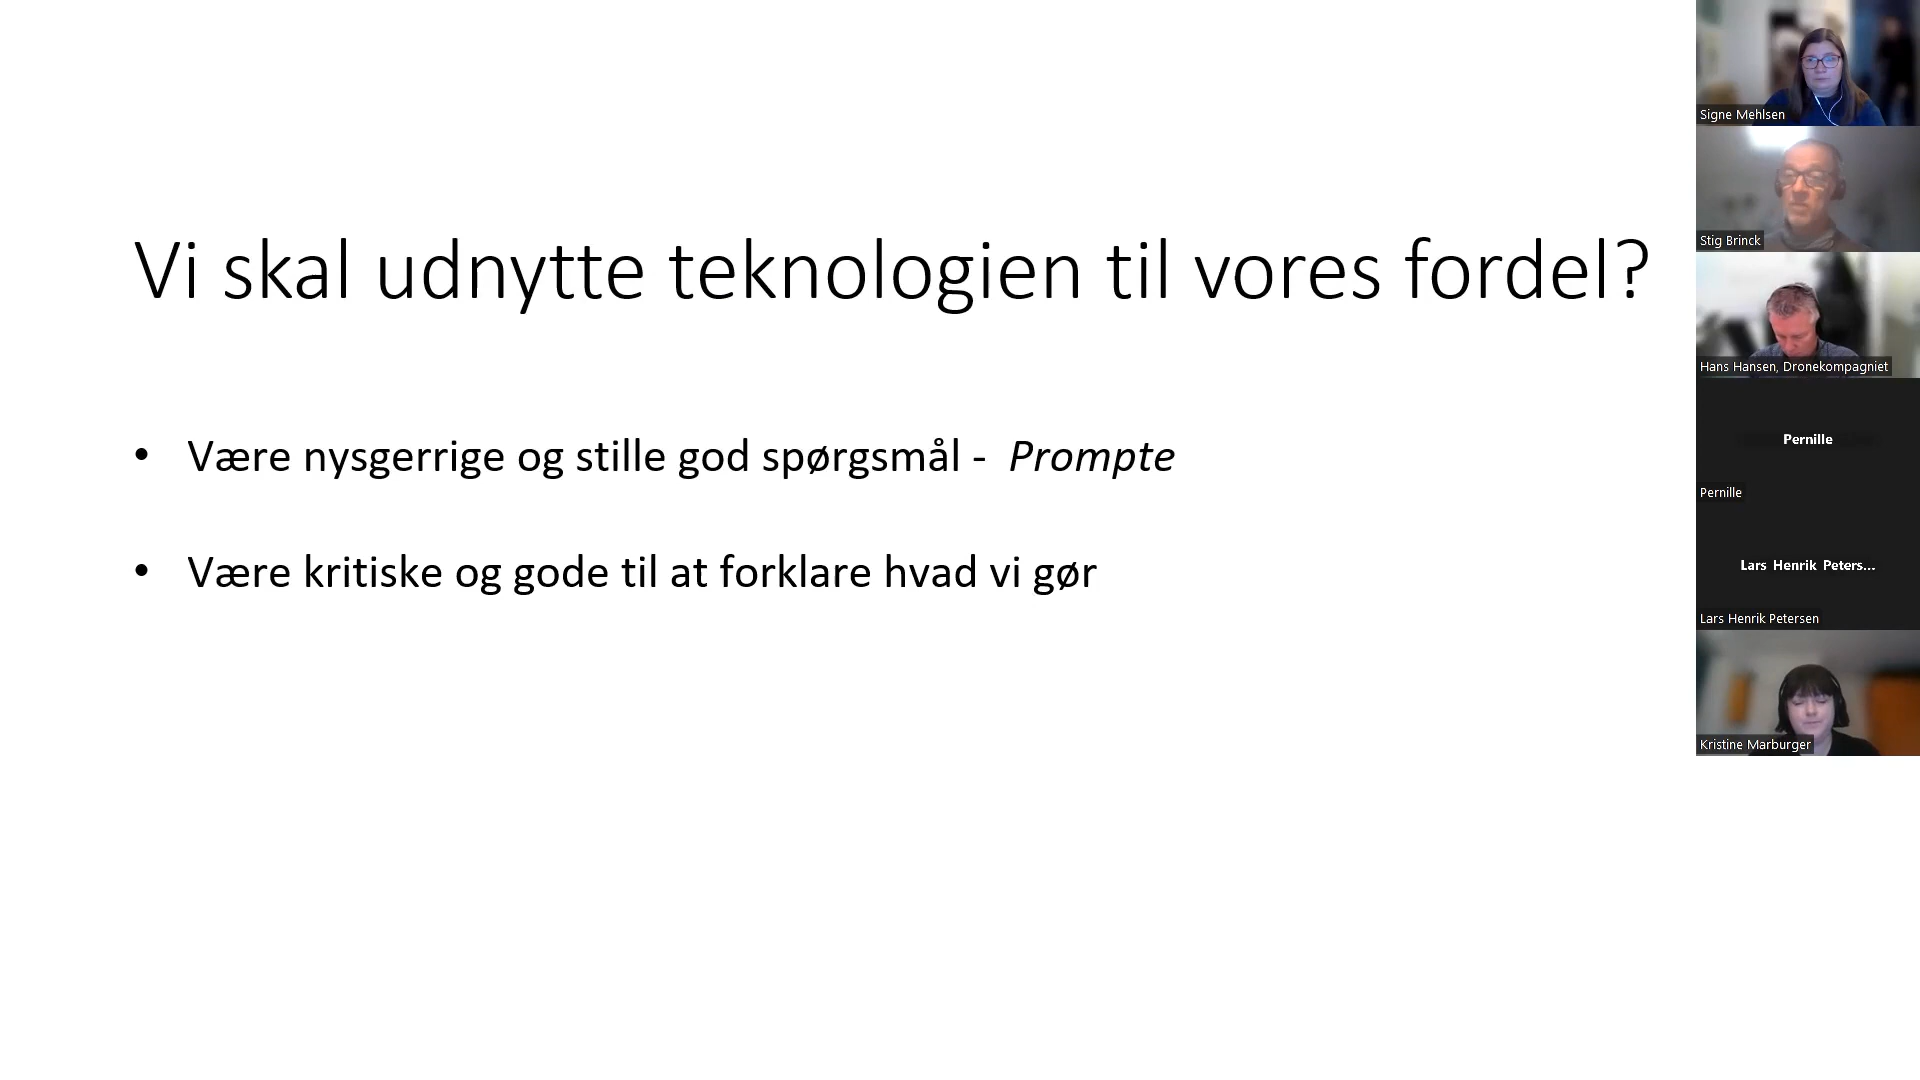 Vi skal udnytte teknologien til vores fordel?
• Være nysgerrige og stille god spørgsmål - Prompte
• Være kritiske og gode til at forklare hvad vi gør
Signe Mehlsen
Stig Brinck
Hans Hansen, Dronekompagniet
Pernille
Pernille
Lars Henrik Peters...
Lars Henrik Petersen
Kristine Marburger